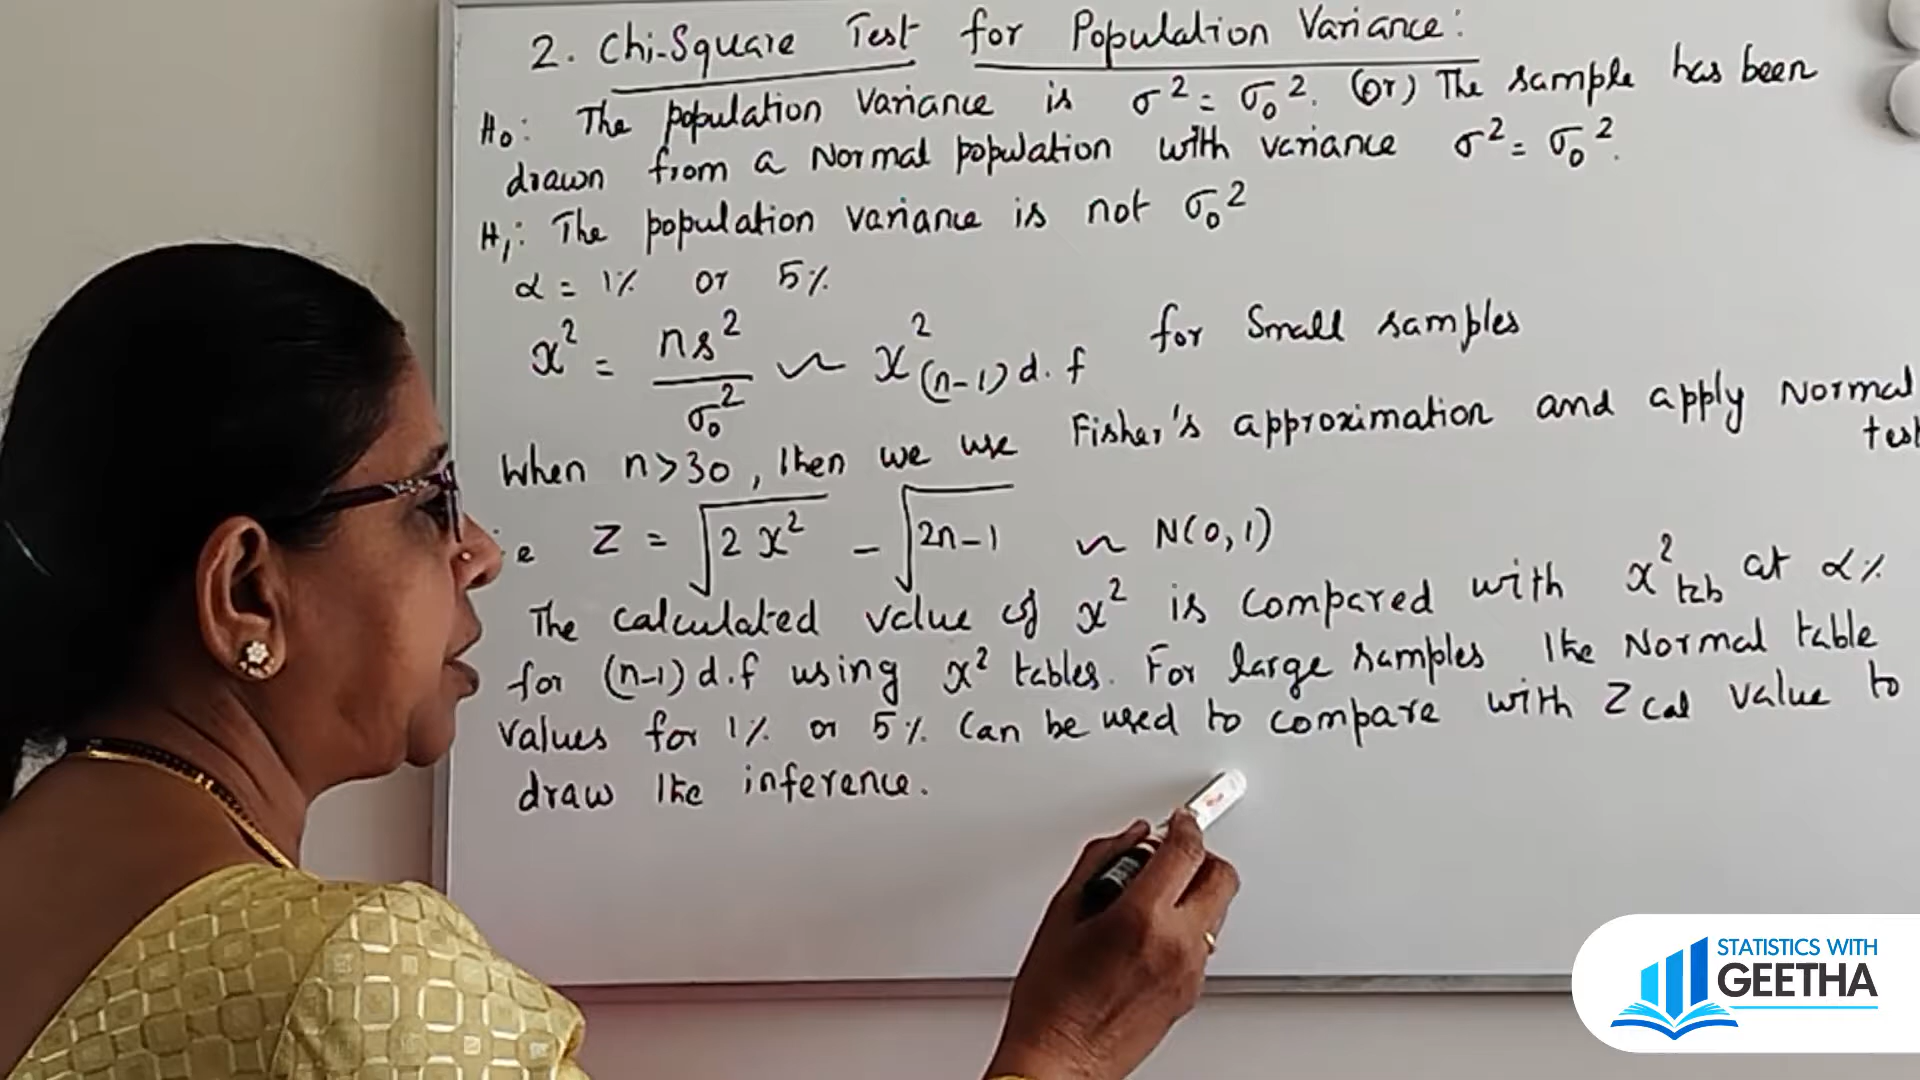 2. Chi-Square Test for Population Variance:
H₀: The population variance is σ² = σ₀². (or) The sample has been
drawn from a Normal population with variance σ² = σ₀².
H₁: The population variance is not σ₀²
α = 1% or 5%
χ² = ns²/σ₀² ~ χ²(n-1) d.f for Small samples
When n>30, then we use Fisher's approximation and apply Normal test
ie Z = √2χ² - √2n-1 ~ N(0,1)
The calculated value of χ² is compared with χ²tab at α%
for (n-1) d.f using χ² tables. For large samples the Normal table
values for 1% or 5% can be used to compare with Zcal value to
draw the inference.
STATISTICS WITH
GEETHA